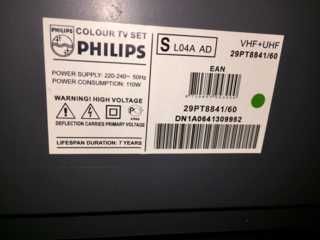 PHILIPS
COLOUR TV SET
PHILIPS
POWER SUPPLY: 220-240~ 50Hz
POWER CONSUMPTION: 110W
WARNING! HIGH VOLTAGE
DEFLECTION CARRIES PRIMARY VOLTAGE
LIFESPAN DURATION: 7 YEARS
S L04A AD
VHF+UHF
29PT8841/60
EAN
29PT8841/60
DN1A0641309982